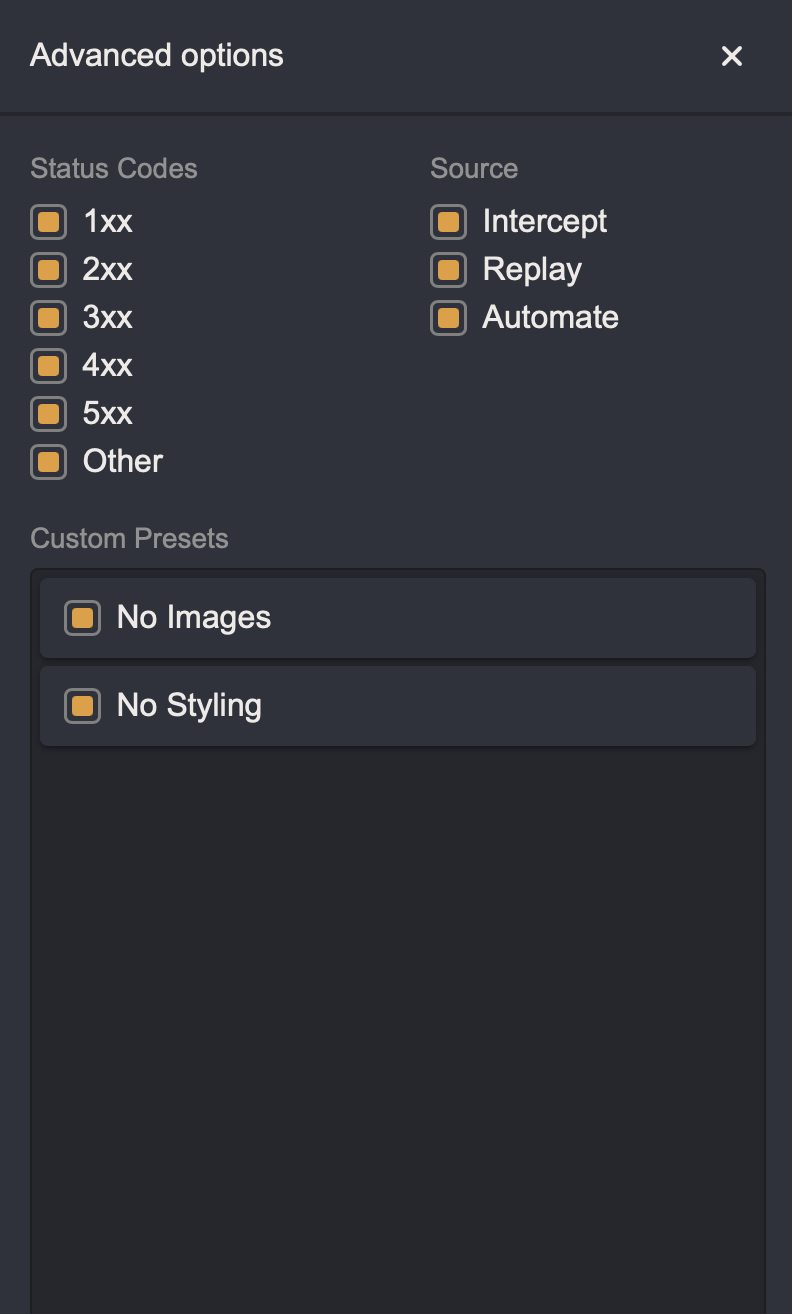 Advanced options
Status Codes
1xx
2xx
3xx
4xx
5xx
Other
Source
Intercept
Replay
Automate
Custom Presets
No Images
No Styling